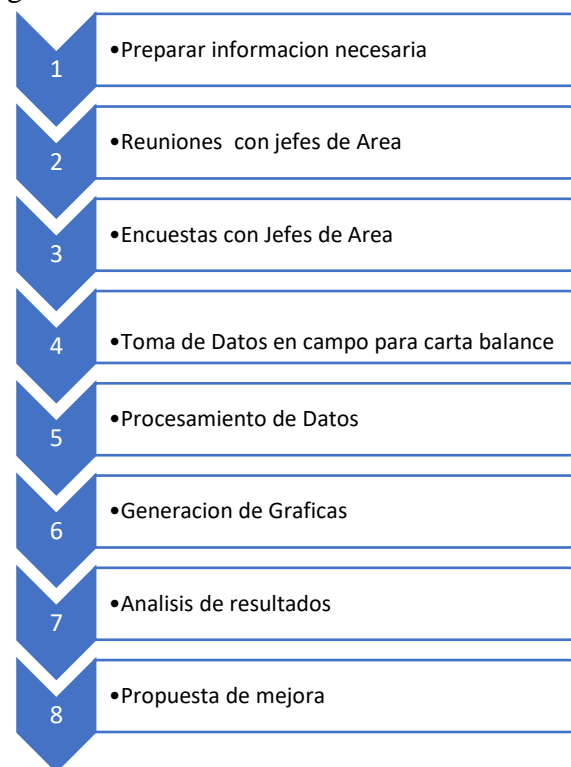 1
•Preparar informacion necesaria
2
•Reuniones con jefes de Area
3
•Encuestas con Jefes de Area
4
•Toma de Datos en campo para carta balance
5
•Procesamiento de Datos
6
•Generacion de Graficas
7
•Analisis de resultados
8
•Propuesta de mejora